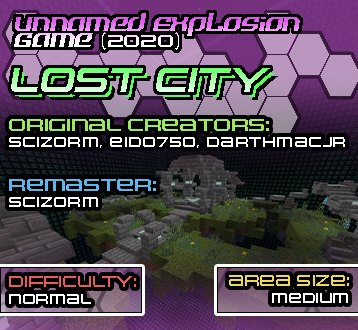 unnamed explosion
game (2020)
LOST CITY
ORIGINAL CREATORS:
SCIZORM, EIDO750, DARTHMACJR
REMASTER:
SCIZORM
DIFFICULTY:
NORMAL
AREA SIZE:
MEDIUM